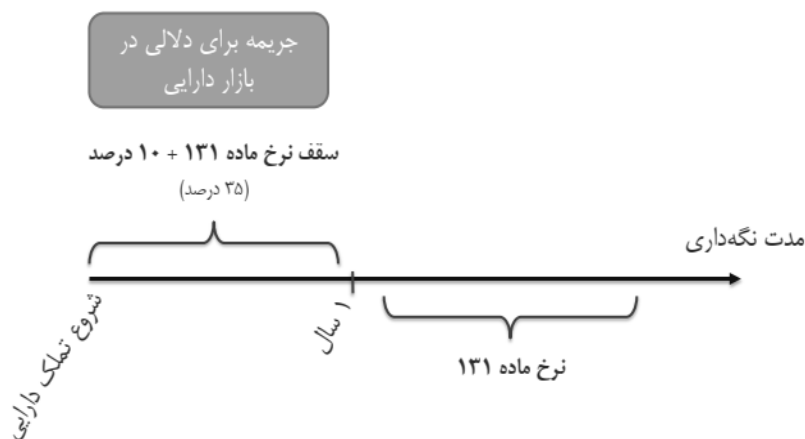 جریمه برای دلالی در
بازار دارایی
سقف نرخ ماده ۱۳۱ + ۱۰ درصد
(۳۵ درصد)
مدت نگه‌داری
شروع تملک دارایی
۱ سال
نرخ ماده ۱۳۱